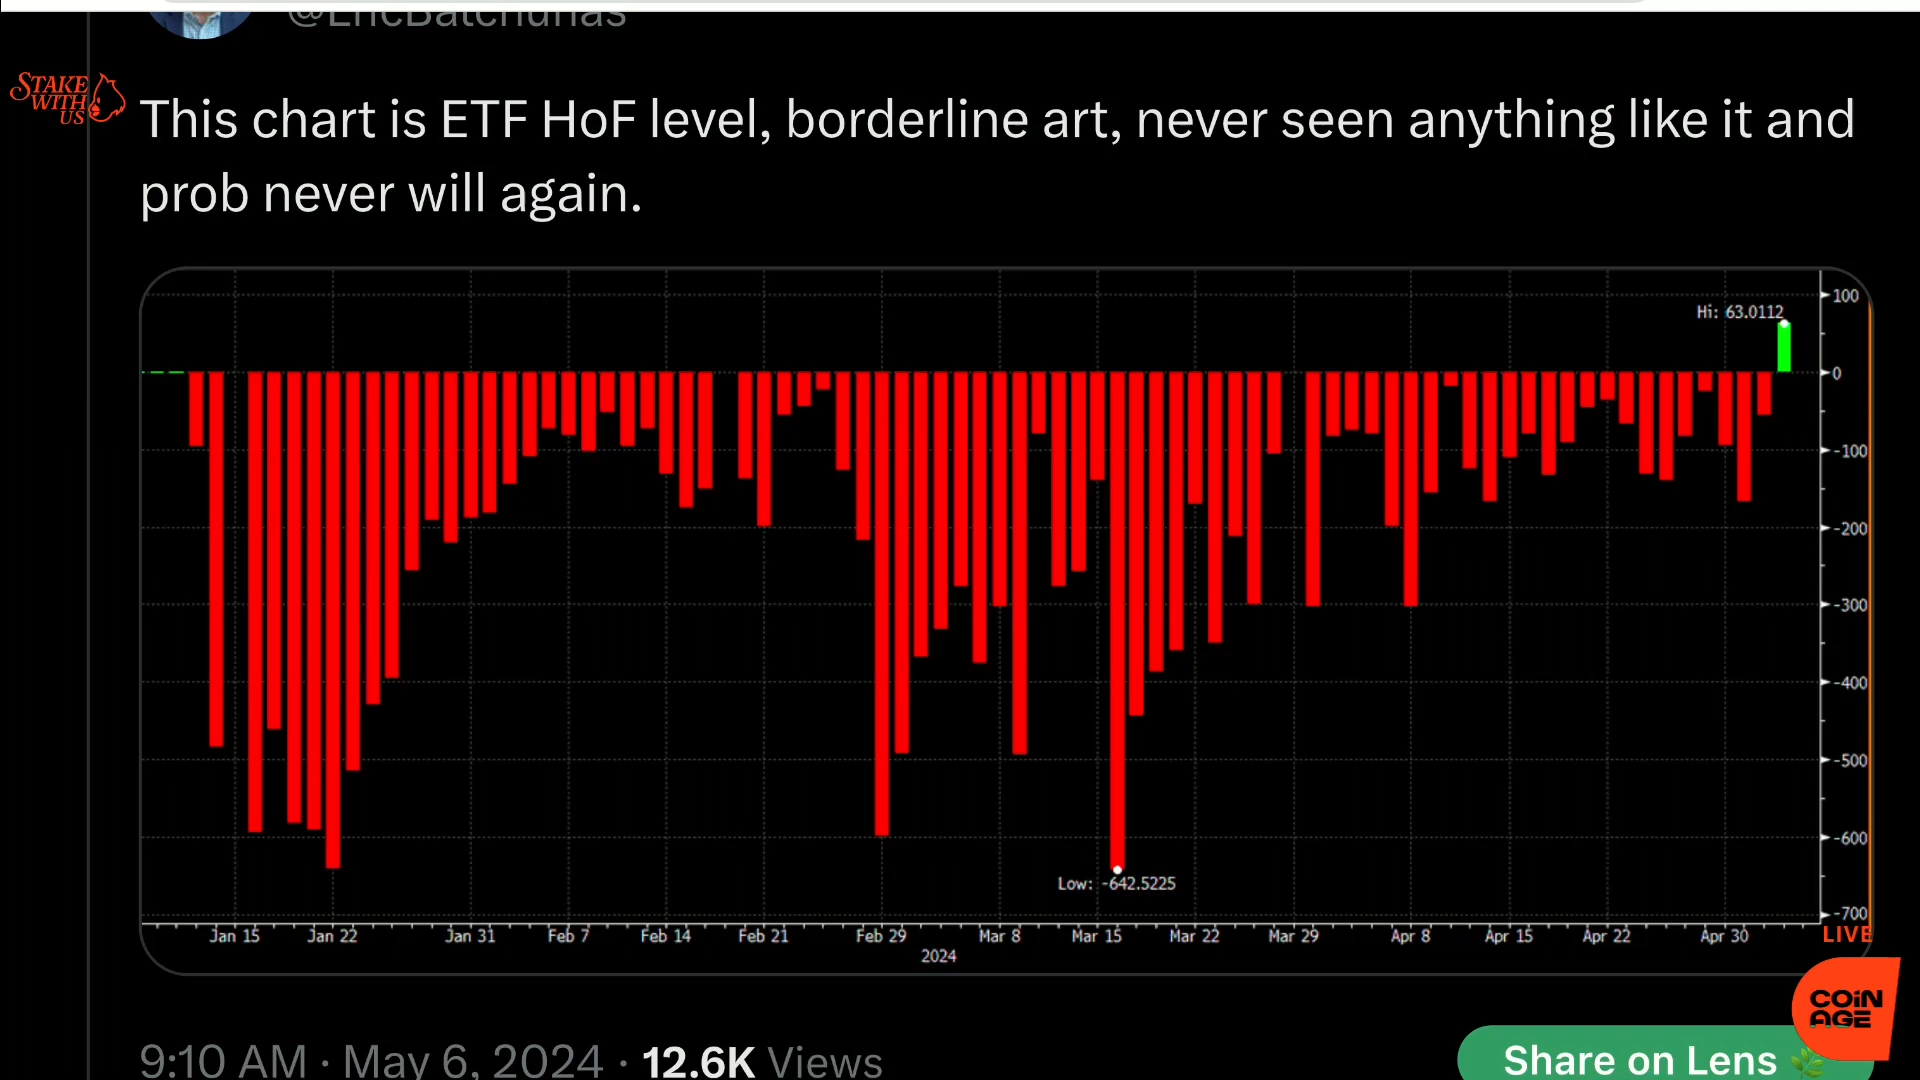 @EricBalchunas
STAKE
WITH
US
This chart is ETF HoF level, borderline art, never seen anything like it and
prob never will again.
Hi: 63.0112
100
0
-100
-200
-300
-400
-500
-600
-700
Low: -642.5225
Jan 15 Jan 22 Jan 31 Feb 7 Feb 14 Feb 21 Feb 29 Mar 8 Mar 15 Mar 22 Mar 29 Apr 8 Apr 15 Apr 22 Apr 30
2024
LIVE
COiN
AGE
9:10 AM · May 6, 2024 · 12.6K Views
Share on Lens